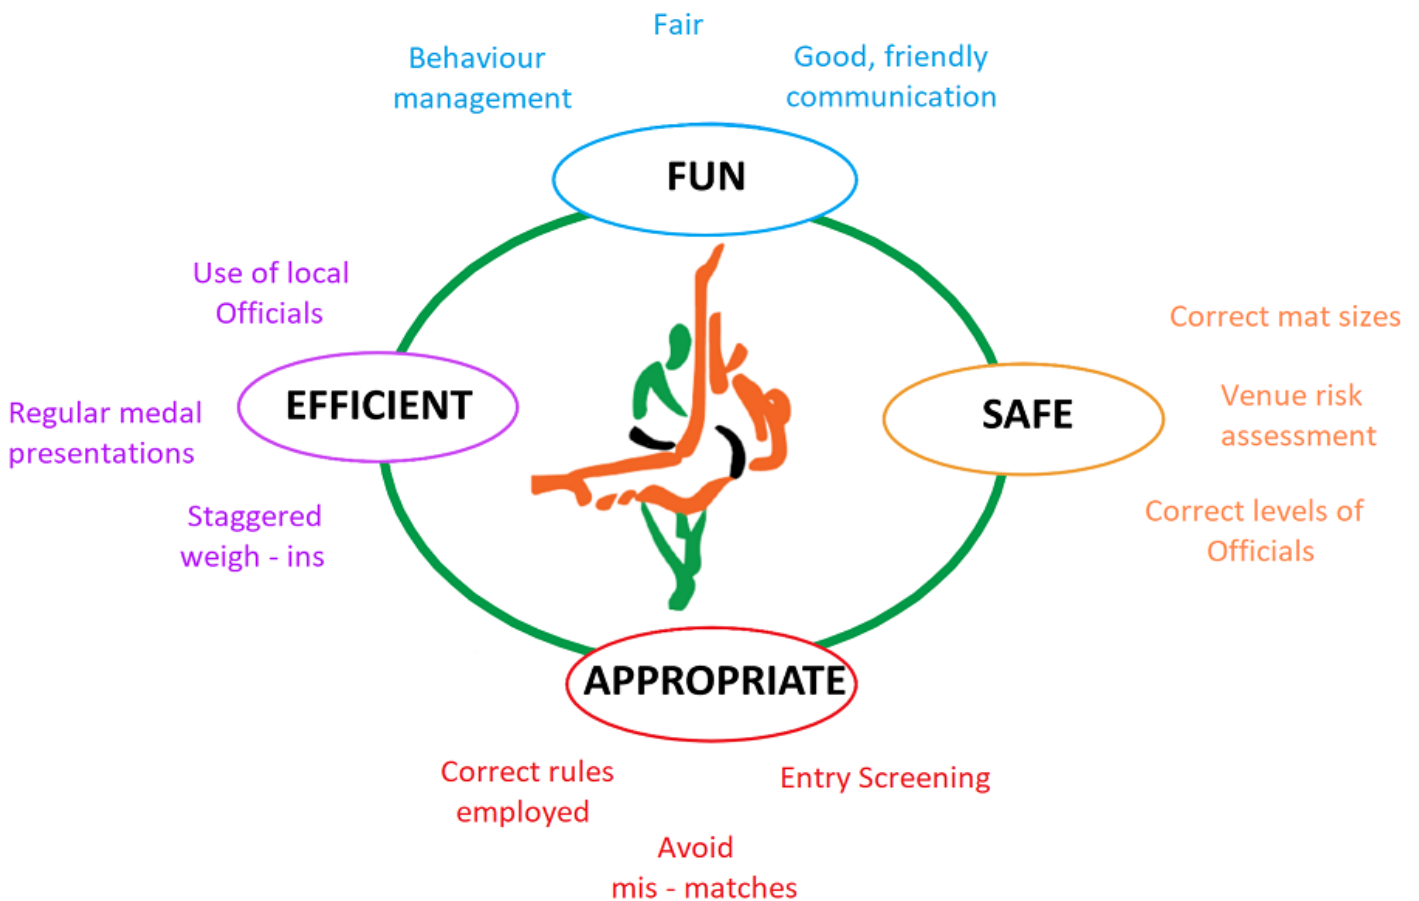 Fair
Behaviour
management
Good, friendly
communication
FUN
Use of local
Officials
EFFICIENT
Regular medal
presentations
Staggered
weigh - ins
Correct mat sizes
SAFE
Venue risk
assessment
Correct levels of
Officials
APPROPRIATE
Correct rules
employed
Entry Screening
Avoid
mis - matches